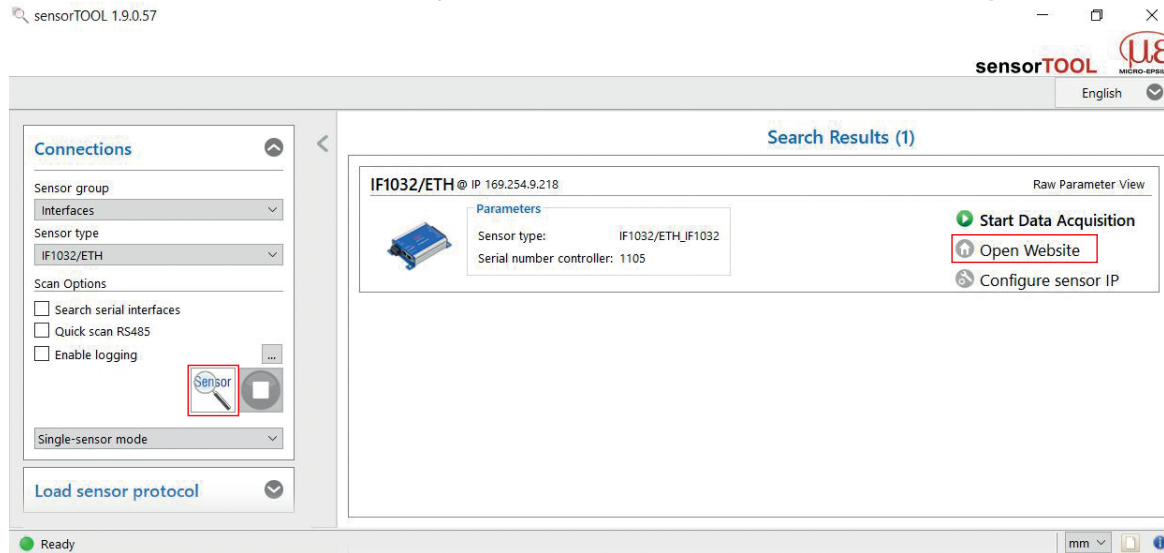 sensorTOOL 1.9.0.57
sensorTOOL
English
Connections
Sensor group
Interfaces
Sensor type
IF1032/ETH
Scan Options
Search serial interfaces
Quick scan RS485
Enable logging
...
Sensor
Single-sensor mode
Load sensor protocol
Search Results (1)
IF1032/ETH @ IP 169.254.9.218
Raw Parameter View
Parameters
Sensor type: IF1032/ETH_IF1032
Serial number controller: 1105
Start Data Acquisition
Open Website
Configure sensor IP
Ready
mm